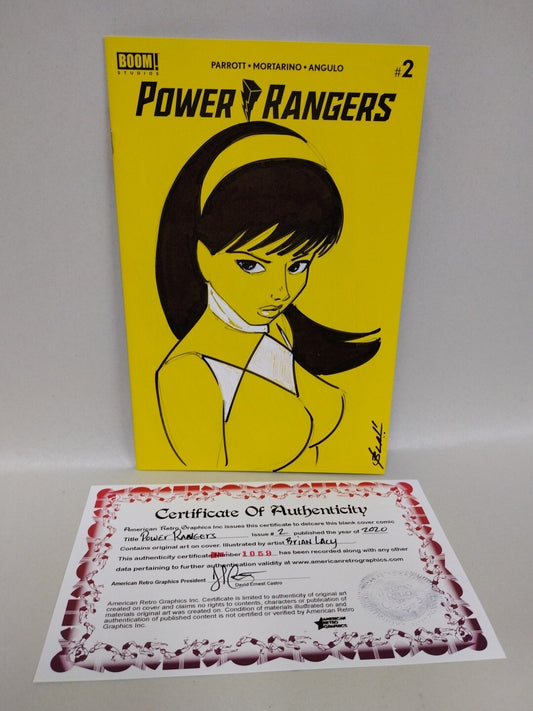 BOOM!
STUDIOS
PARROTT • MORTARINO • ANGULO
#2
POWER RANGERS
Certificate Of Authenticity
American Retro Graphics Inc issues this certificate to delcare this blank cover comic
Title Power Rangers Issue # 2 published the year of 2020
Contains original art on cover. Illustrated by artist Brian Lacy
This authenticity certificate number 1059 has been recorded along with any other
data pertaining to further authentication validity at www.americanretrographics.com
American Retro Graphics President
David Ernest Castro
American Retro Graphics Inc. Certificate is limited to authenticity of original art
created on cover and claims no rights to contents, characters or publication of
materials original art was created on. Condition of materials illustrated on and
authentication of published content is not certified or verified by American Retro
Graphics Inc.
AMERICAN
RETRO
GRAPHICS